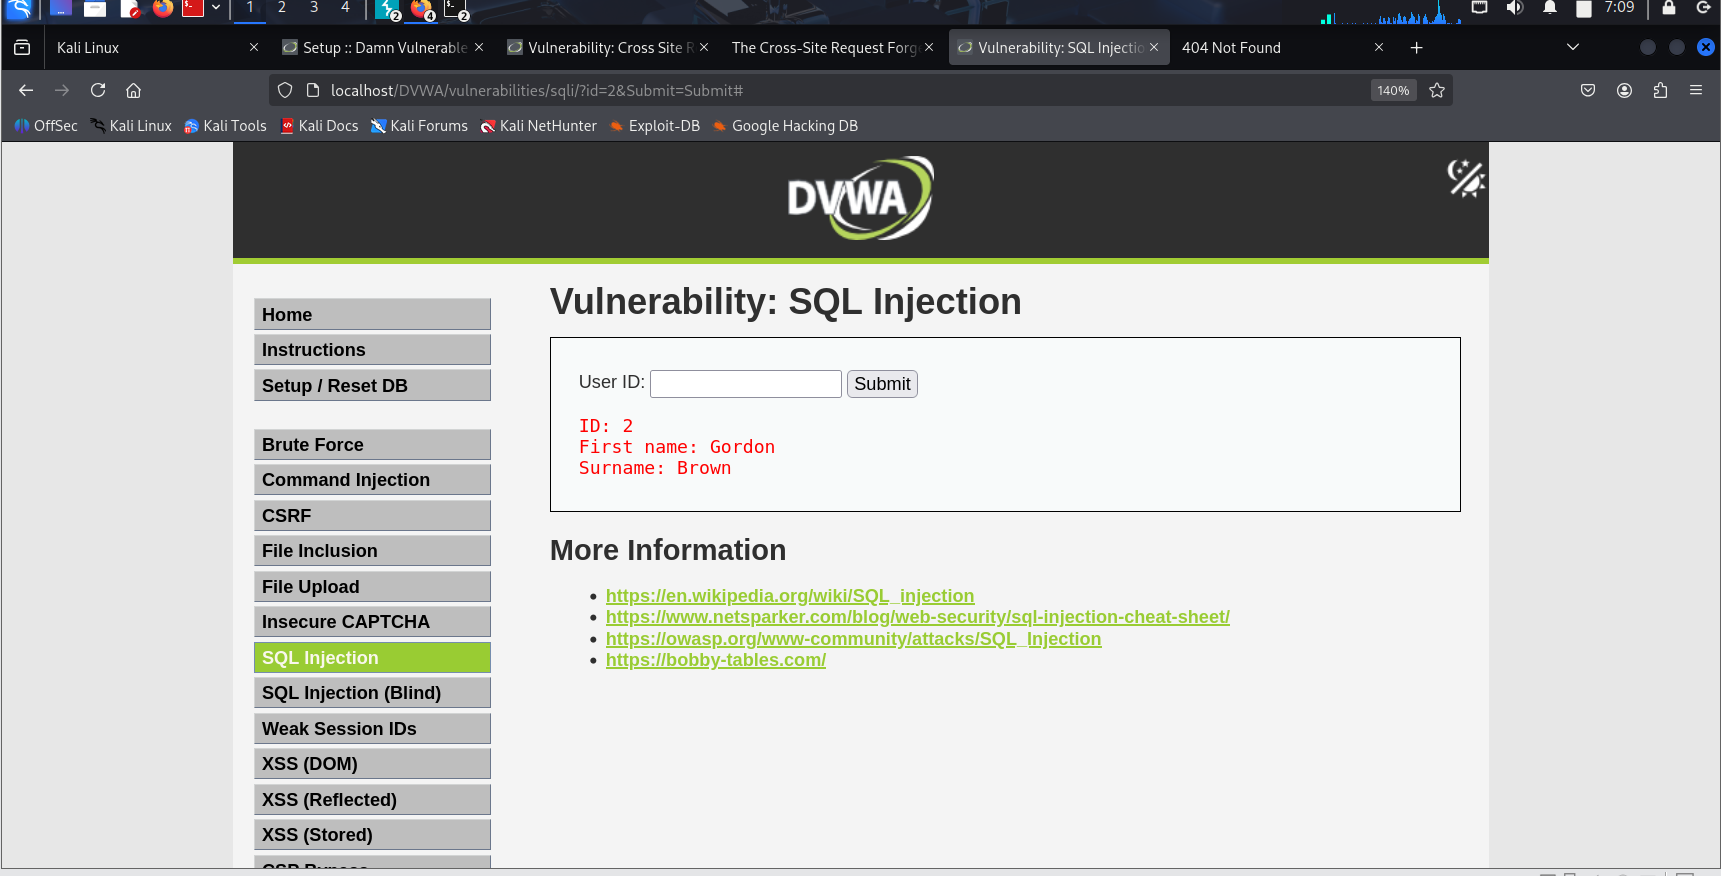 1 2 3 4 2 4 2 7:09
Kali Linux Setup :: Damn Vulnerable Vulnerability: Cross Site R The Cross-Site Request Forg Vulnerability: SQL Injectio 404 Not Found
localhost/DVWA/vulnerabilities/sqli/?id=2&Submit=Submit# 140%
OffSec Kali Linux Kali Tools Kali Docs Kali Forums Kali NetHunter Exploit-DB Google Hacking DB
DVWA
Home
Instructions
Setup / Reset DB
Brute Force
Command Injection
CSRF
File Inclusion
File Upload
Insecure CAPTCHA
SQL Injection
SQL Injection (Blind)
Weak Session IDs
XSS (DOM)
XSS (Reflected)
XSS (Stored)
CSP Bypass
Vulnerability: SQL Injection
User ID: Submit
ID: 2
First name: Gordon
Surname: Brown
More Information
https://en.wikipedia.org/wiki/SQL_injection
https://www.netsparker.com/blog/web-security/sql-injection-cheat-sheet/
https://owasp.org/www-community/attacks/SQL_Injection
https://bobby-tables.com/